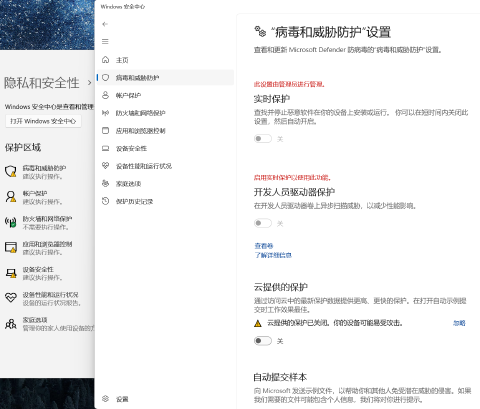 Windows 安全中心
隐私和安全性
Windows 安全中心是查看和管理
打开 Windows 安全中心
保护区域
病毒和威胁防护
建议执行操作。
帐户保护
建议执行操作。
防火墙和网络保护
不需要执行操作。
应用和浏览器控制
建议执行操作。
设备安全性
建议执行操作。
设备性能和运行状况
设备的运行状况报告。
家庭选项
管理你的家人使用设备的方
主页
病毒和威胁防护
帐户保护
防火墙和网络保护
应用和浏览器控制
设备安全性
设备性能和运行状况
家庭选项
保护历史记录
设置
“病毒和威胁防护”设置
查看和更新 Microsoft Defender 防病毒的“病毒和威胁防护”设置。
此设置由管理员进行管理。
实时保护
查找并停止恶意软件在你的设备上安装或运行。 你可以在短时间内关闭此
设置，然后自动开启。
关
启用实时保护以使用此功能。
开发人员驱动器保护
在开发人员驱动器卷上异步扫描威胁，以减少性能影响。
关
查看卷
了解详细信息
云提供的保护
通过访问云中的最新保护数据提供更高、更快的保护。在打开自动示例提
交时工作效果最佳。
云提供的保护已关闭。你的设备可能易受攻击。
忽略
关
自动提交样本
向 Microsoft 发送示例文件，以帮助你和其他人免受潜在威胁的侵害。如果
我们需要的文件可能包含个人信息，我们将对你进行提示。